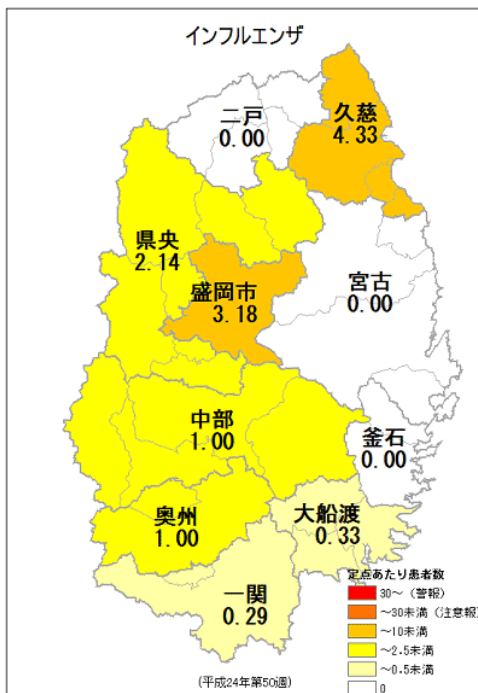 インフルエンザ
二戸
0.00
久慈
4.33
県央
2.14
盛岡市
3.18
宮古
0.00
中部
1.00
釜石
0.00
奥州
1.00
大船渡
0.33
一関
0.29
定点あたり患者数
30～（警報）
～30未満（注意報）
～10未満
～2.5未満
～0.5未満
0
(平成24年第50週)